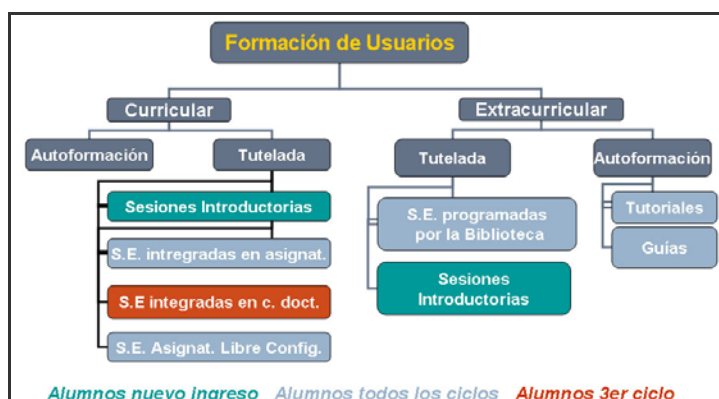 Formación de Usuarios
Curricular
Extracurricular
Autoformación
Tutelada
Tutelada
Autoformación
Sesiones Introductorias
S.E. intregradas en asignat.
S.E integradas en c. doct.
S.E. Asignat. Libre Config.
S.E. programadas
por la Biblioteca
Sesiones
Introductorias
Tutoriales
Guías
Alumnos nuevo ingreso Alumnos todos los ciclos Alumnos 3er ciclo